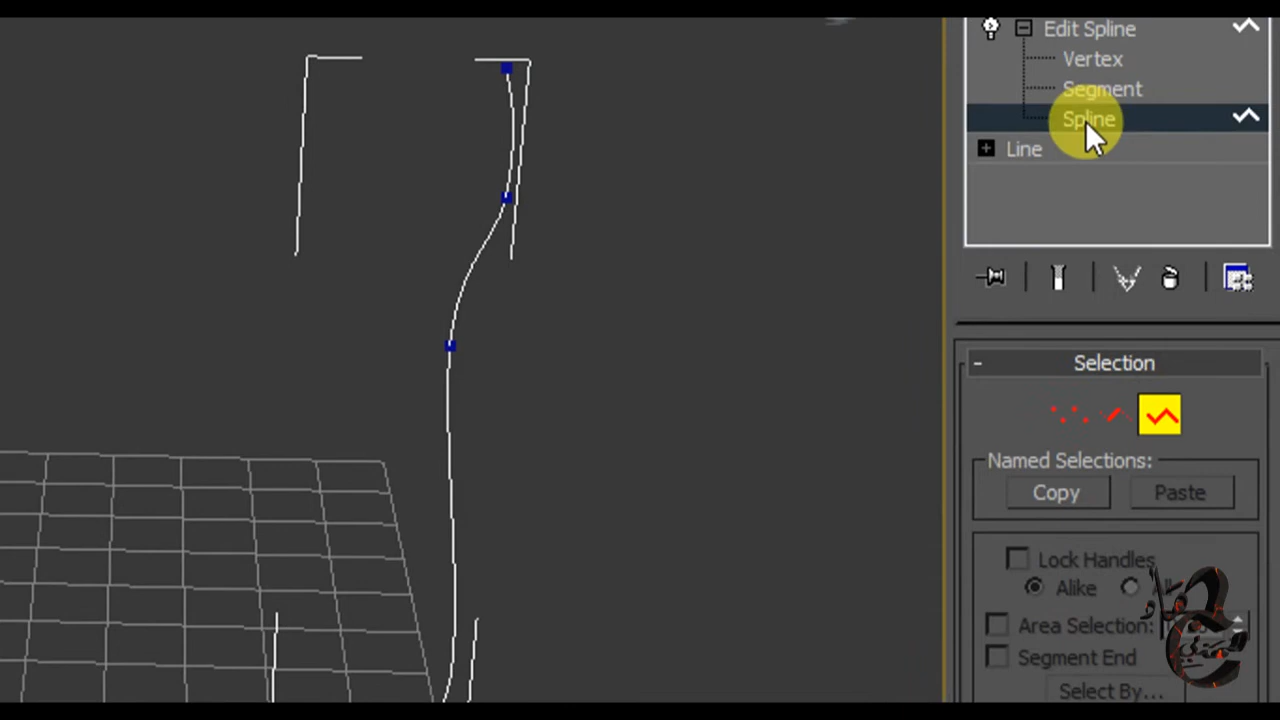 Edit Spline
Vertex
Segment
Spline
Line
Selection
Named Selections:
Copy
Paste
Lock Handles
Alike
Area Selection:
Segment End
Select By...